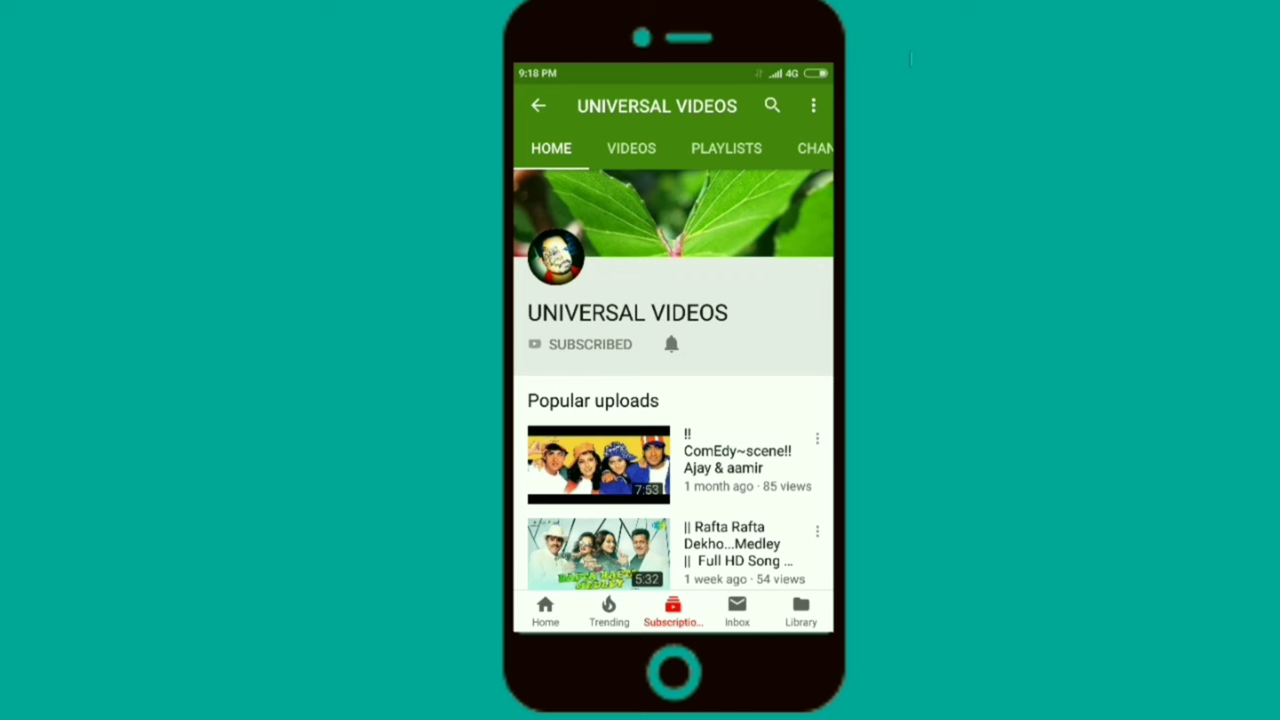 9:18 PM 4G
UNIVERSAL VIDEOS
HOME VIDEOS PLAYLISTS CHAN
UNIVERSAL VIDEOS
SUBSCRIBED
Popular uploads
!!
ComEdy~scene!!
Ajay & aamir
1 month ago · 85 views
7:53
|| Rafta Rafta
Dekho...Medley
|| Full HD Song ...
1 week ago · 54 views
5:32
Home Trending Subscriptio... Inbox Library